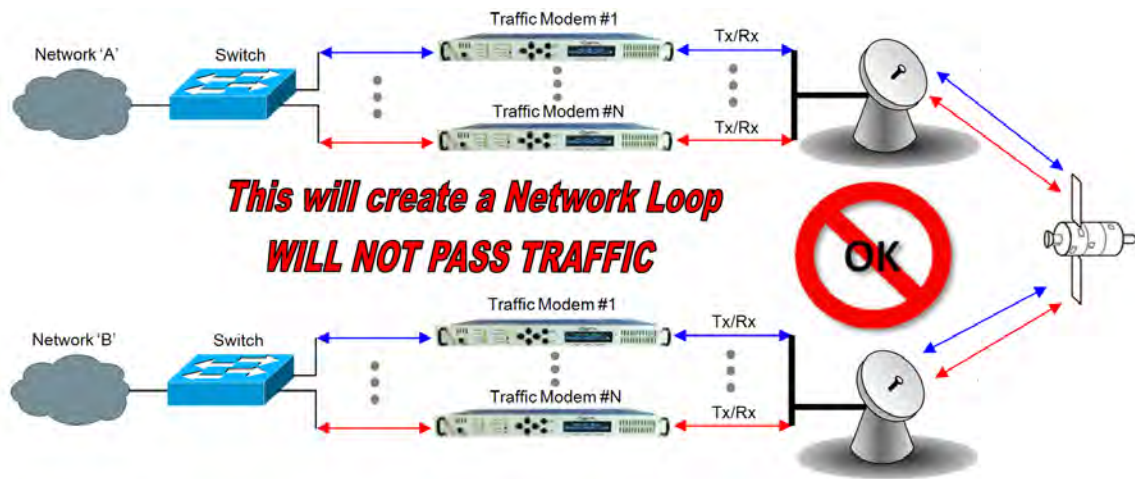 Traffic Modem #1
Network 'A'
Switch
Tx/Rx
Traffic Modem #N
Tx/Rx
This will create a Network Loop
WILL NOT PASS TRAFFIC
OK
Traffic Modem #1
Network 'B'
Switch
Tx/Rx
Traffic Modem #N
Tx/Rx